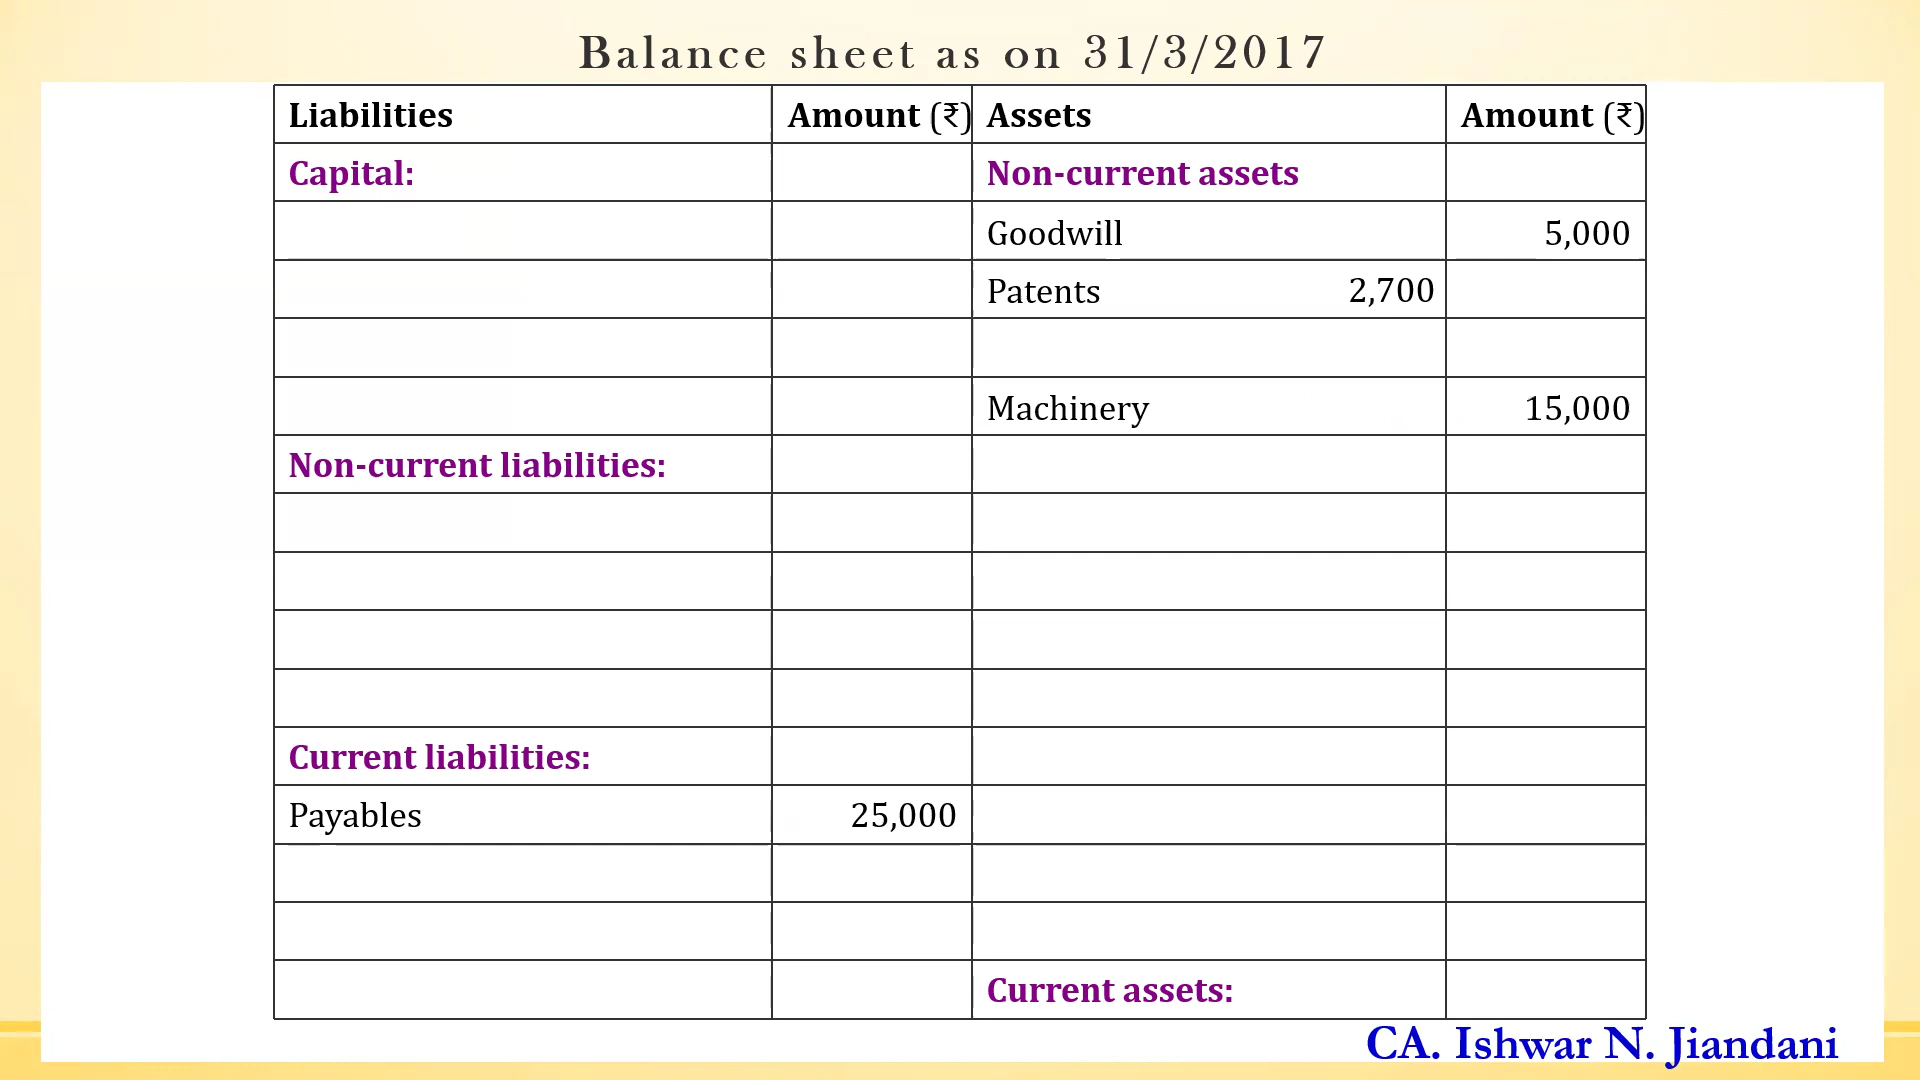 Balance sheet as on 31/3/2017
Liabilities Amount (₹) Assets Amount (₹)
Capital: Non-current assets
Goodwill 5,000
Patents 2,700
Machinery 15,000
Non-current liabilities:
Current liabilities:
Payables 25,000
Current assets:
CA. Ishwar N. Jiandani